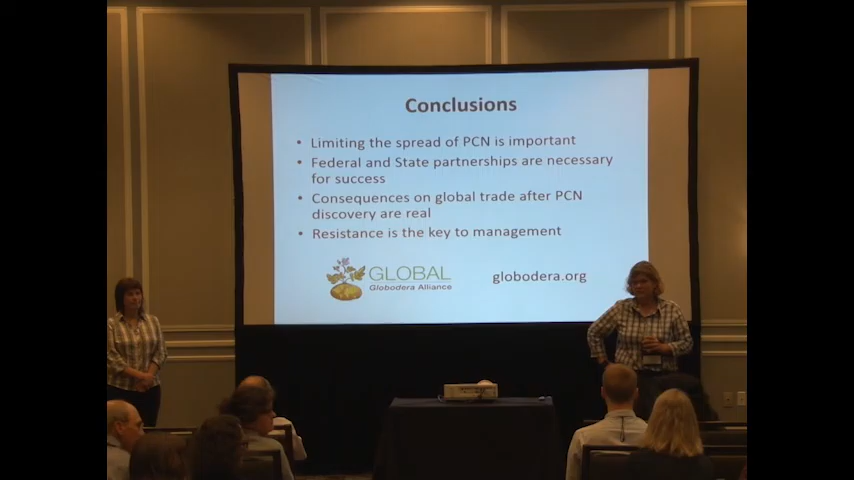 Conclusions
• Limiting the spread of PCN is important
• Federal and State partnerships are necessary
for success
• Consequences on global trade after PCN
discovery are real
• Resistance is the key to management
GLOBAL
Globodera Alliance
globodera.org